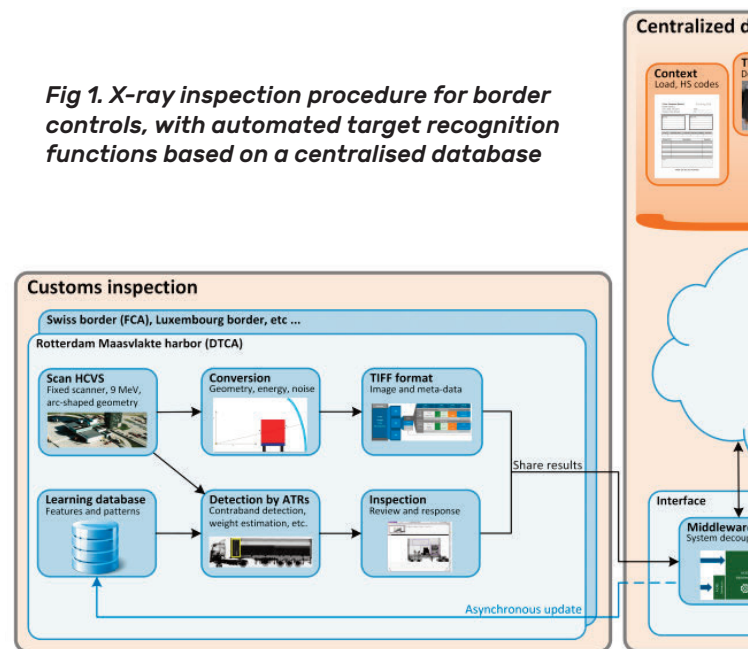 Fig 1. X-ray inspection procedure for border
controls, with automated target recognition
functions based on a centralised database
Centralized
Context
Load, HS codes
Customs inspection
Swiss border (FCA), Luxembourg border, etc ...
Rotterdam Maasvlakte harbor (DTCA)
Scan HCVS
Fixed scanner, 9 MeV,
arc-shaped geometry
Conversion
Geometry, energy, noise
TIFF format
Image and meta-data
Share results
Learning database
Features and patterns
Detection by ATRs
Contraband detection,
weight estimation, etc.
Inspection
Review and response
Asynchronous update
Interface
Middleware
System decoup